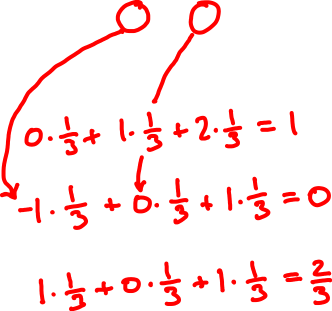 0·1/3 + 1·1/3 + 2·1/3 = 1
-1·1/3 + 0·1/3 + 1·1/3 = 0
1·1/3 + 0·1/3 + 1·1/3 = 2/3